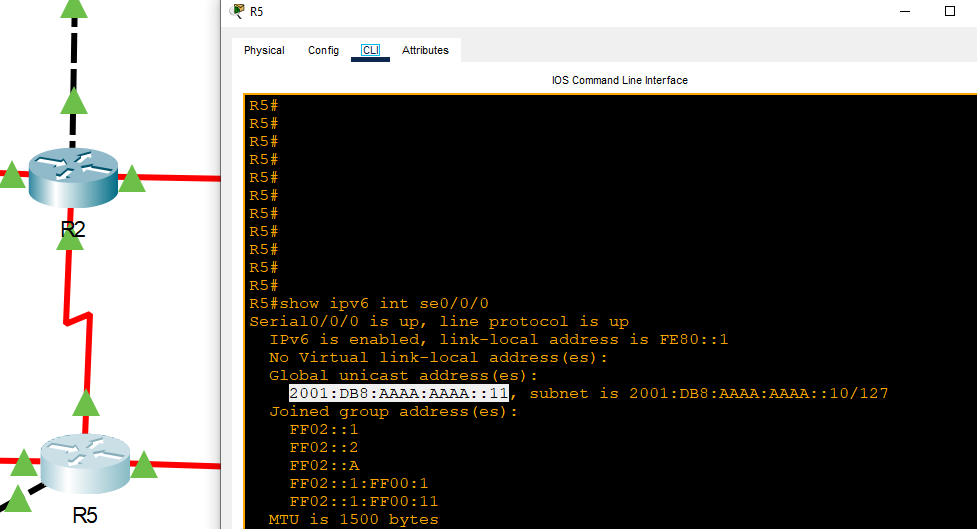 R5
Physical Config CLI Attributes
IOS Command Line Interface
R5#
R5#
R5#
R5#
R5#
R5#
R5#
R5#
R5#
R5#
R5#
R5#show ipv6 int se0/0/0
Serial0/0/0 is up, line protocol is up
IPv6 is enabled, link-local address is FE80::1
No Virtual link-local address(es):
Global unicast address(es):
2001:DB8:AAAA:AAAA::11, subnet is 2001:DB8:AAAA:AAAA::10/127
Joined group address(es):
FF02::1
FF02::2
FF02::A
FF02::1:FF00:1
FF02::1:FF00:11
MTU is 1500 bytes
R2
R5